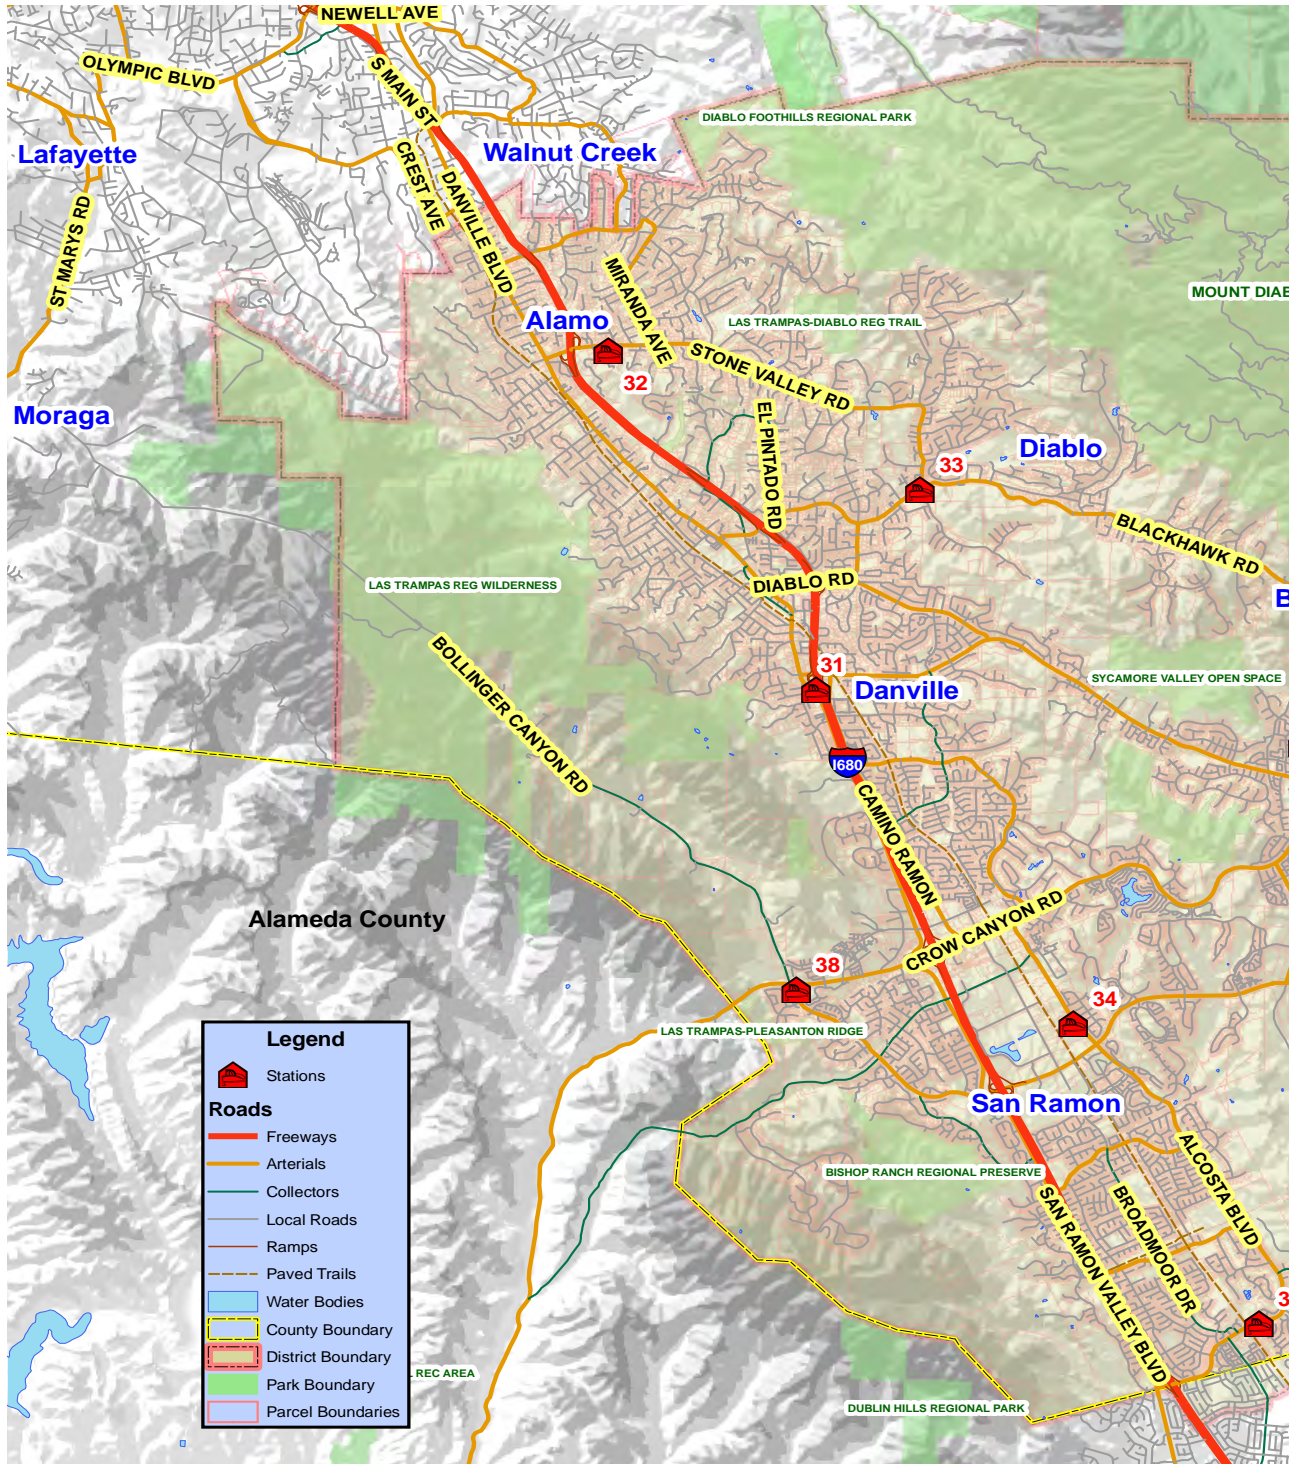 NEWELL AVE
OLYMPIC BLVD
S MAIN ST
DIABLO FOOTHILLS REGIONAL PARK
Lafayette
Walnut Creek
CREST AVE
DANVILLE BLVD
ST MARYS RD
MIRANDA AVE
MOUNT DIAB
Alamo
LAS TRAMPAS-DIABLO REG TRAIL
STONE VALLEY RD
32
Moraga
EL PINTADO RD
Diablo
33
BLACKHAWK RD
LAS TRAMPAS REG WILDERNESS
DIABLO RD
B
BOLLINGER CANYON RD
31
Danville
SYCAMORE VALLEY OPEN SPACE
I680
CAMINO RAMON
Alameda County
CROW CANYON RD
38
34
LAS TRAMPAS-PLEASANTON RIDGE
San Ramon
BISHOP RANCH REGIONAL PRESERVE
ALCOSTA BLVD
SAN RAMON VALLEY BLVD
BROADMOOR DR
3
L REC AREA
DUBLIN HILLS REGIONAL PARK
Legend
Stations
Roads
Freeways
Arterials
Collectors
Local Roads
Ramps
Paved Trails
Water Bodies
County Boundary
District Boundary
Park Boundary
Parcel Boundaries